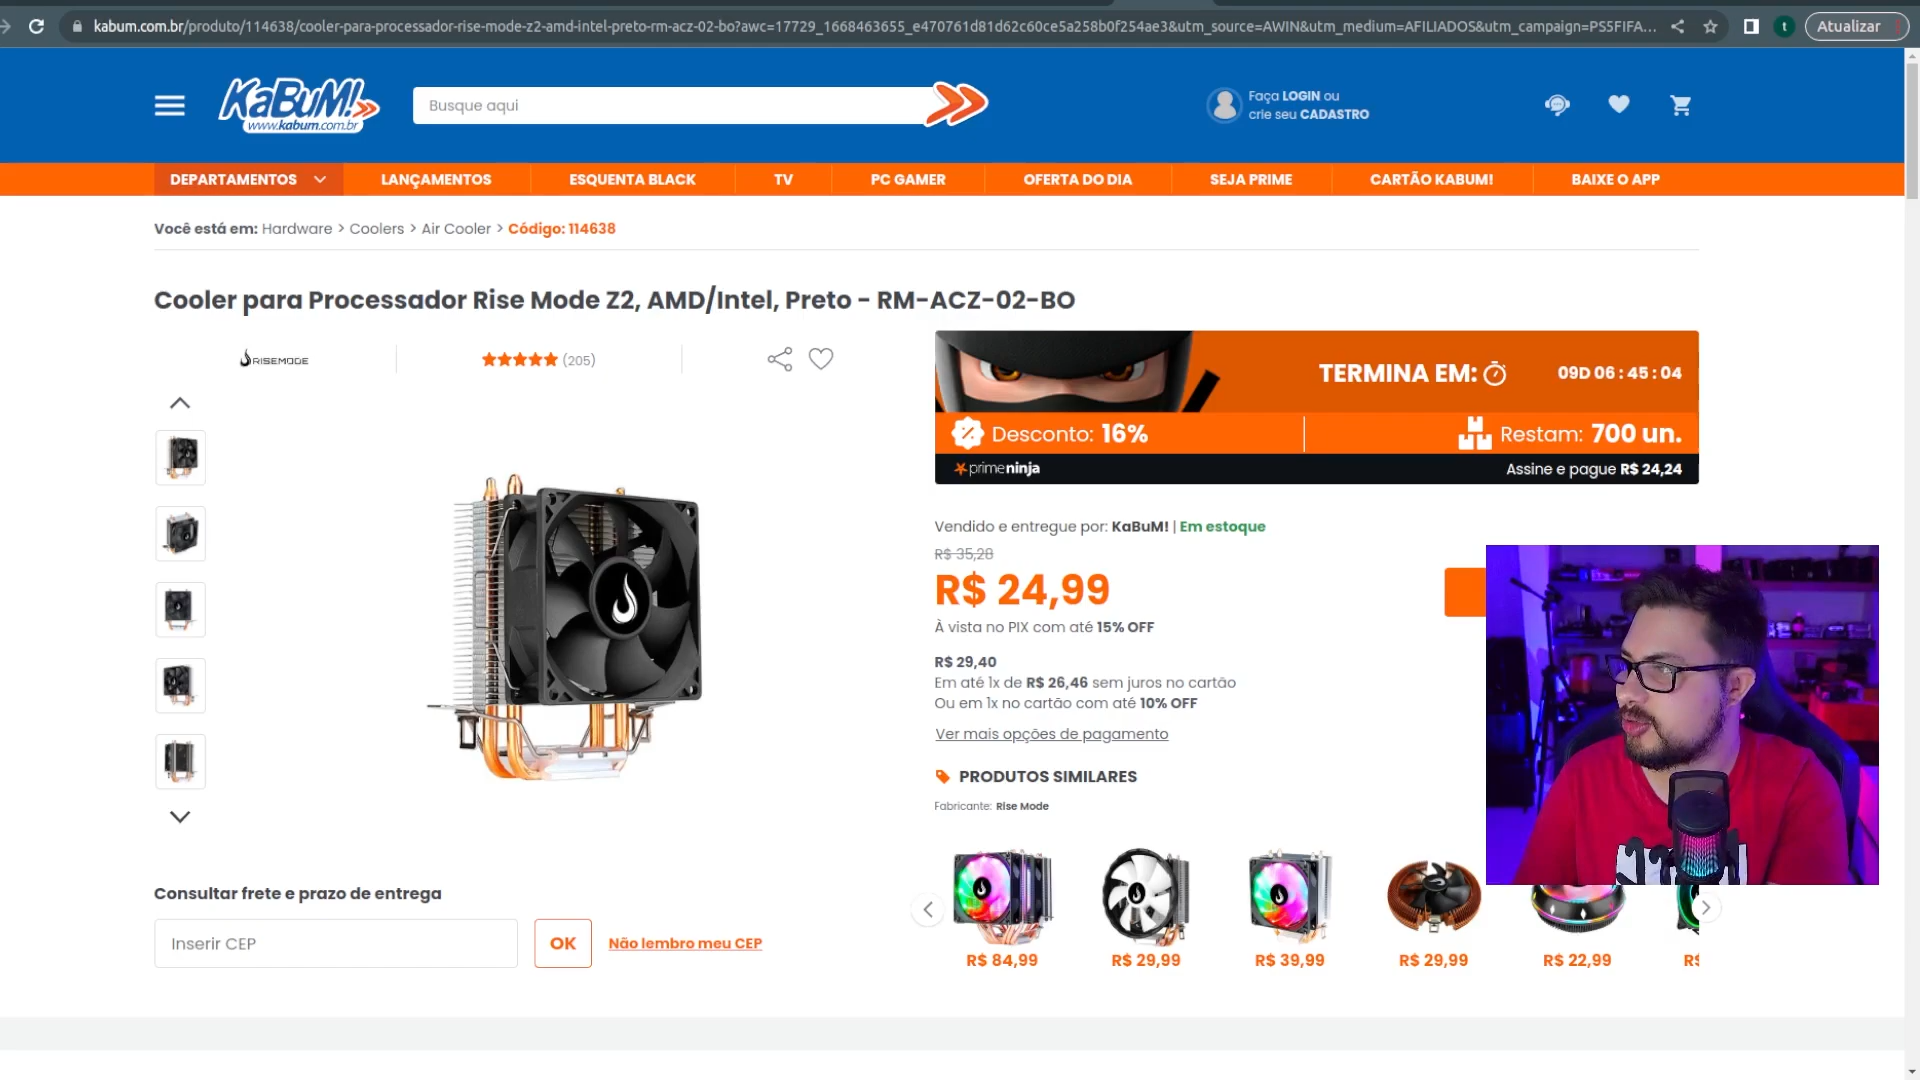 kabum.com.br/produto/114638/cooler-para-processador-rise-mode-z2-amd-intel-preto-rm-acz-02-bo?awc=17729_1668463655_e470761d81d62c60ce5a258b0f254ae3&utm_source=AWIN&utm_medium=AFILIADOS&utm_campaign=PS5FIFA...
t
Atualizar
KaBuM!
www.kabum.com.br
Busque aqui
Faça LOGIN ou
crie seu CADASTRO
DEPARTAMENTOS LANÇAMENTOS ESQUENTA BLACK TV PC GAMER OFERTA DO DIA SEJA PRIME CARTÃO KABUM! BAIXE O APP
Você está em: Hardware > Coolers > Air Cooler > Código: 114638
Cooler para Processador Rise Mode Z2, AMD/Intel, Preto - RM-ACZ-02-BO
RISEMODE
(205)
TERMINA EM: 09D 06 : 45 : 04
Desconto: 16%
Restam: 700 un.
primeninja
Assine e pague R$ 24,24
Vendido e entregue por: KaBuM! | Em estoque
R$ 35,28
R$ 24,99
À vista no PIX com até 15% OFF
R$ 29,40
Em até 1x de R$ 26,46 sem juros no cartão
Ou em 1x no cartão com até 10% OFF
Ver mais opções de pagamento
PRODUTOS SIMILARES
Fabricante: Rise Mode
R$ 84,99 R$ 29,99 R$ 39,99 R$ 29,99 R$ 22,99 R$
Consultar frete e prazo de entrega
Inserir CEP
OK
Não lembro meu CEP